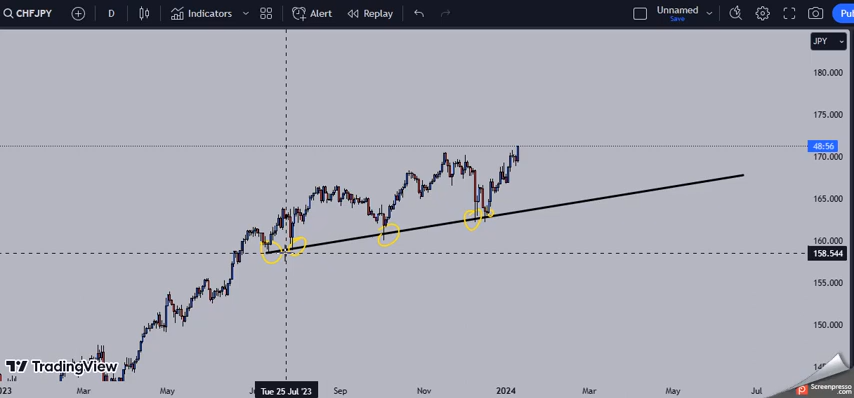 CHFJPY D Indicators Alert Replay Unnamed Save
JPY
180.000
175.000
48:56
170.000
165.000
160.000
158.544
155.000
150.000
TradingView
Mar May Tue 25 Jul '23 Sep Nov 2024 Mar May Jul
Screenpresso
.com